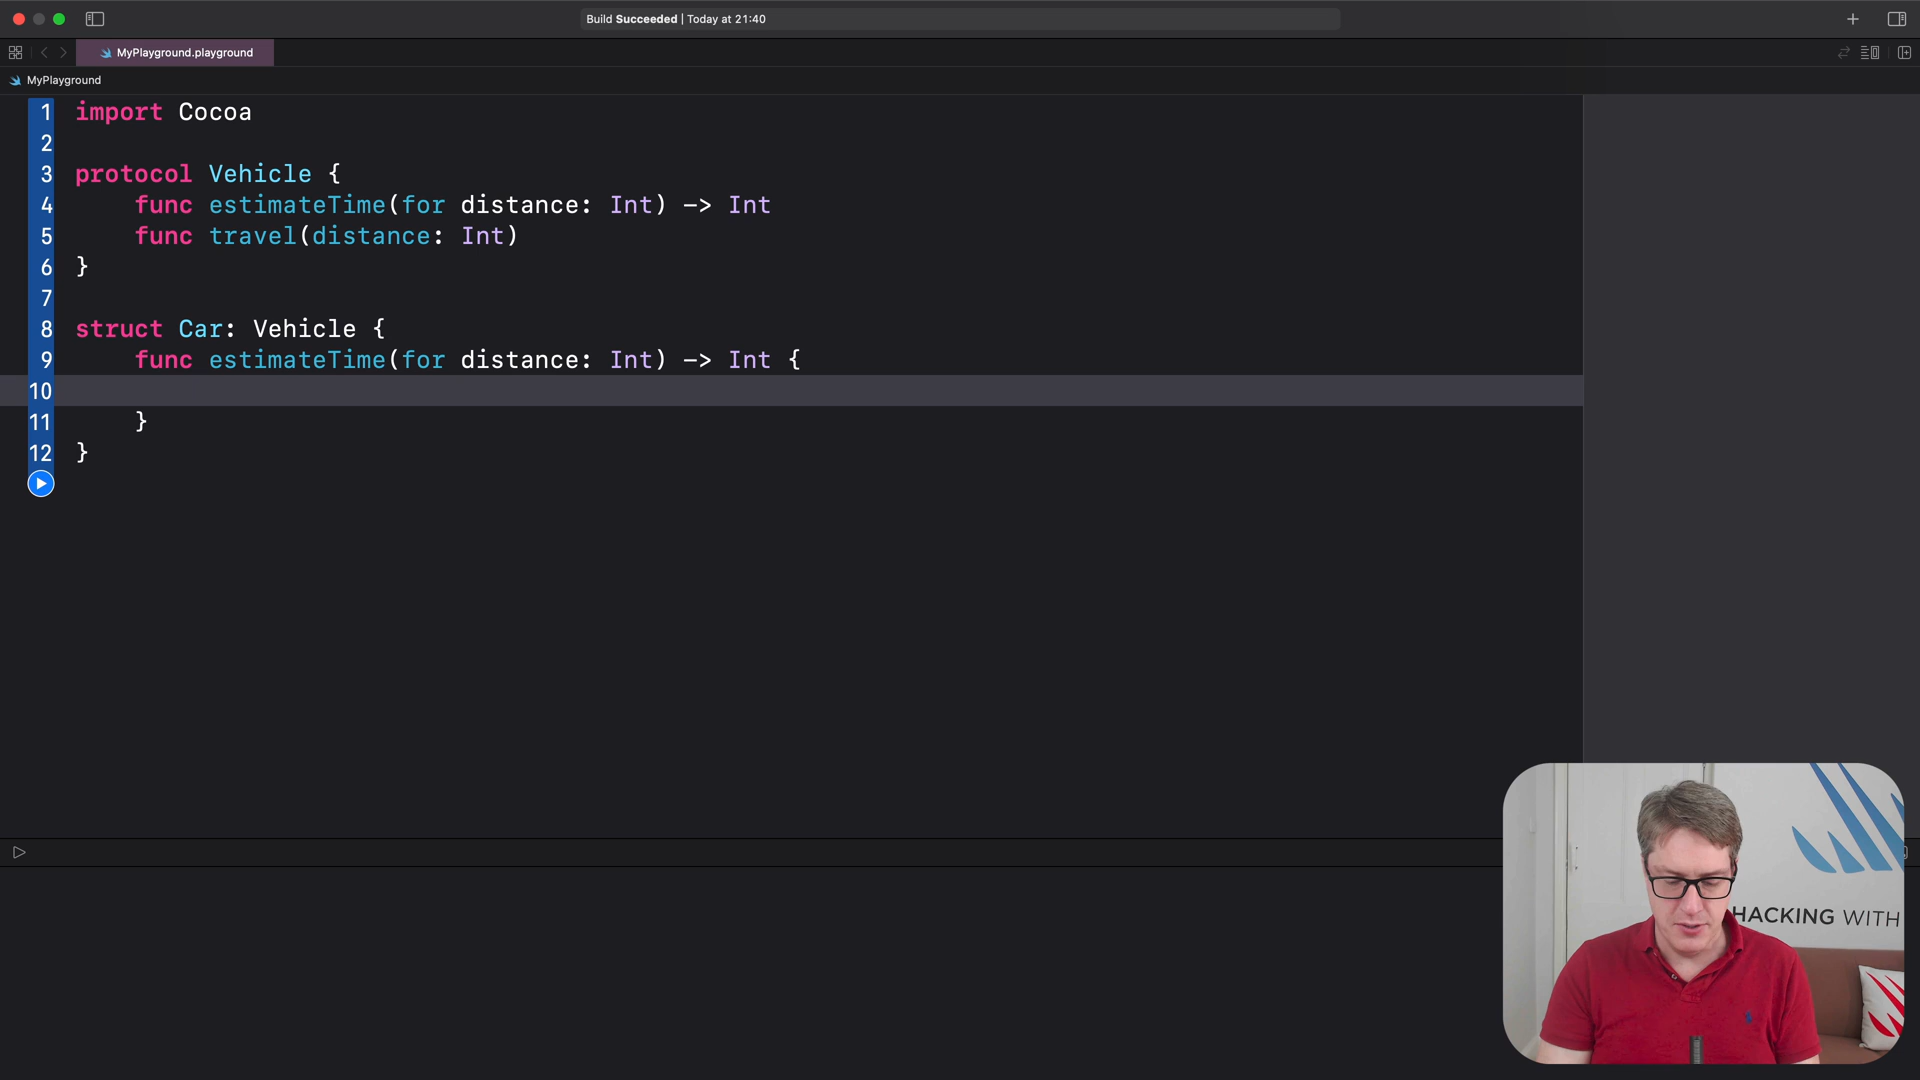 Build Succeeded | Today at 21:40
MyPlayground.playground
MyPlayground
1 import Cocoa
2
3 protocol Vehicle {
4 func estimateTime(for distance: Int) -> Int
5 func travel(distance: Int)
6 }
7
8 struct Car: Vehicle {
9 func estimateTime(for distance: Int) -> Int {
10
11 }
12 }
HACKING WITH